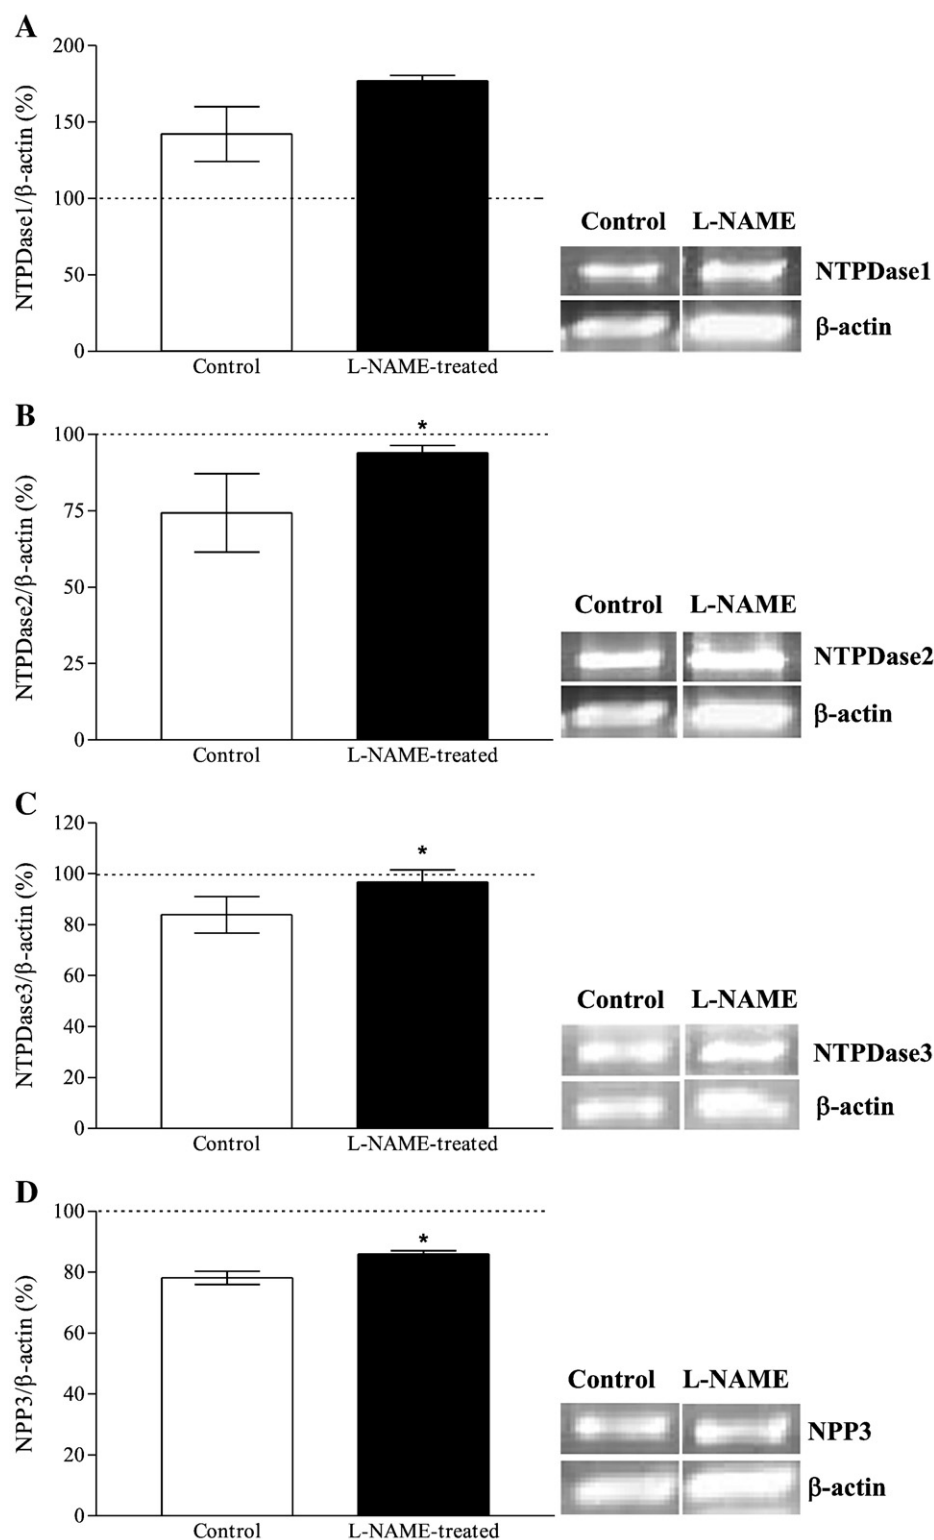 A
200
150
100
50
0
NTPDase1/β-actin (%)
Control
L-NAME-treated
Control L-NAME
NTPDase1
β-actin
B
100
75
50
25
0
NTPDase2/β-actin (%)
*
Control
L-NAME-treated
Control L-NAME
NTPDase2
β-actin
C
120
100
80
60
40
20
0
NTPDase3/β-actin (%)
*
Control
L-NAME-treated
Control L-NAME
NTPDase3
β-actin
D
100
80
60
40
20
0
NPP3/β-actin (%)
*
Control
L-NAME-treated
Control L-NAME
NPP3
β-actin